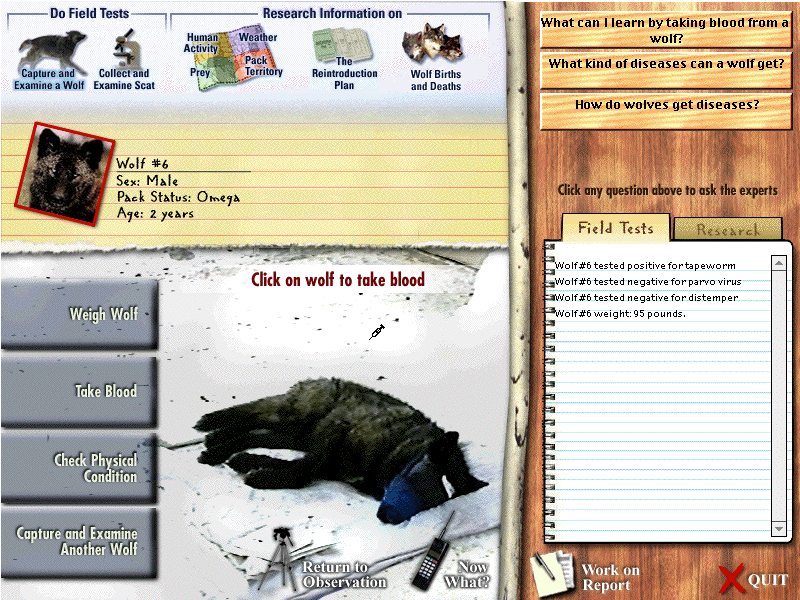 Do Field Tests
Research Information on
Capture and
Examine a Wolf
Collect and
Examine Scat
Human
Activity
Weather
Prey
Pack
Territory
The
Reintroduction
Plan
Wolf Births
and Deaths
Wolf #6
Sex: Male
Pack Status: Omega
Age: 2 years
Click on wolf to take blood
Weigh Wolf
Take Blood
Check Physical
Condition
Capture and Examine
Another Wolf
Return to
Observation
Now
What?
What can I learn by taking blood from a
wolf?
What kind of diseases can a wolf get?
How do wolves get diseases?
Click any question above to ask the experts
Field Tests
Research
Wolf #6 tested positive for tapeworm
Wolf #6 tested negative for parvo virus
Wolf #6 tested negative for distemper
Wolf #6 weight: 95 pounds.
Work on
Report
QUIT